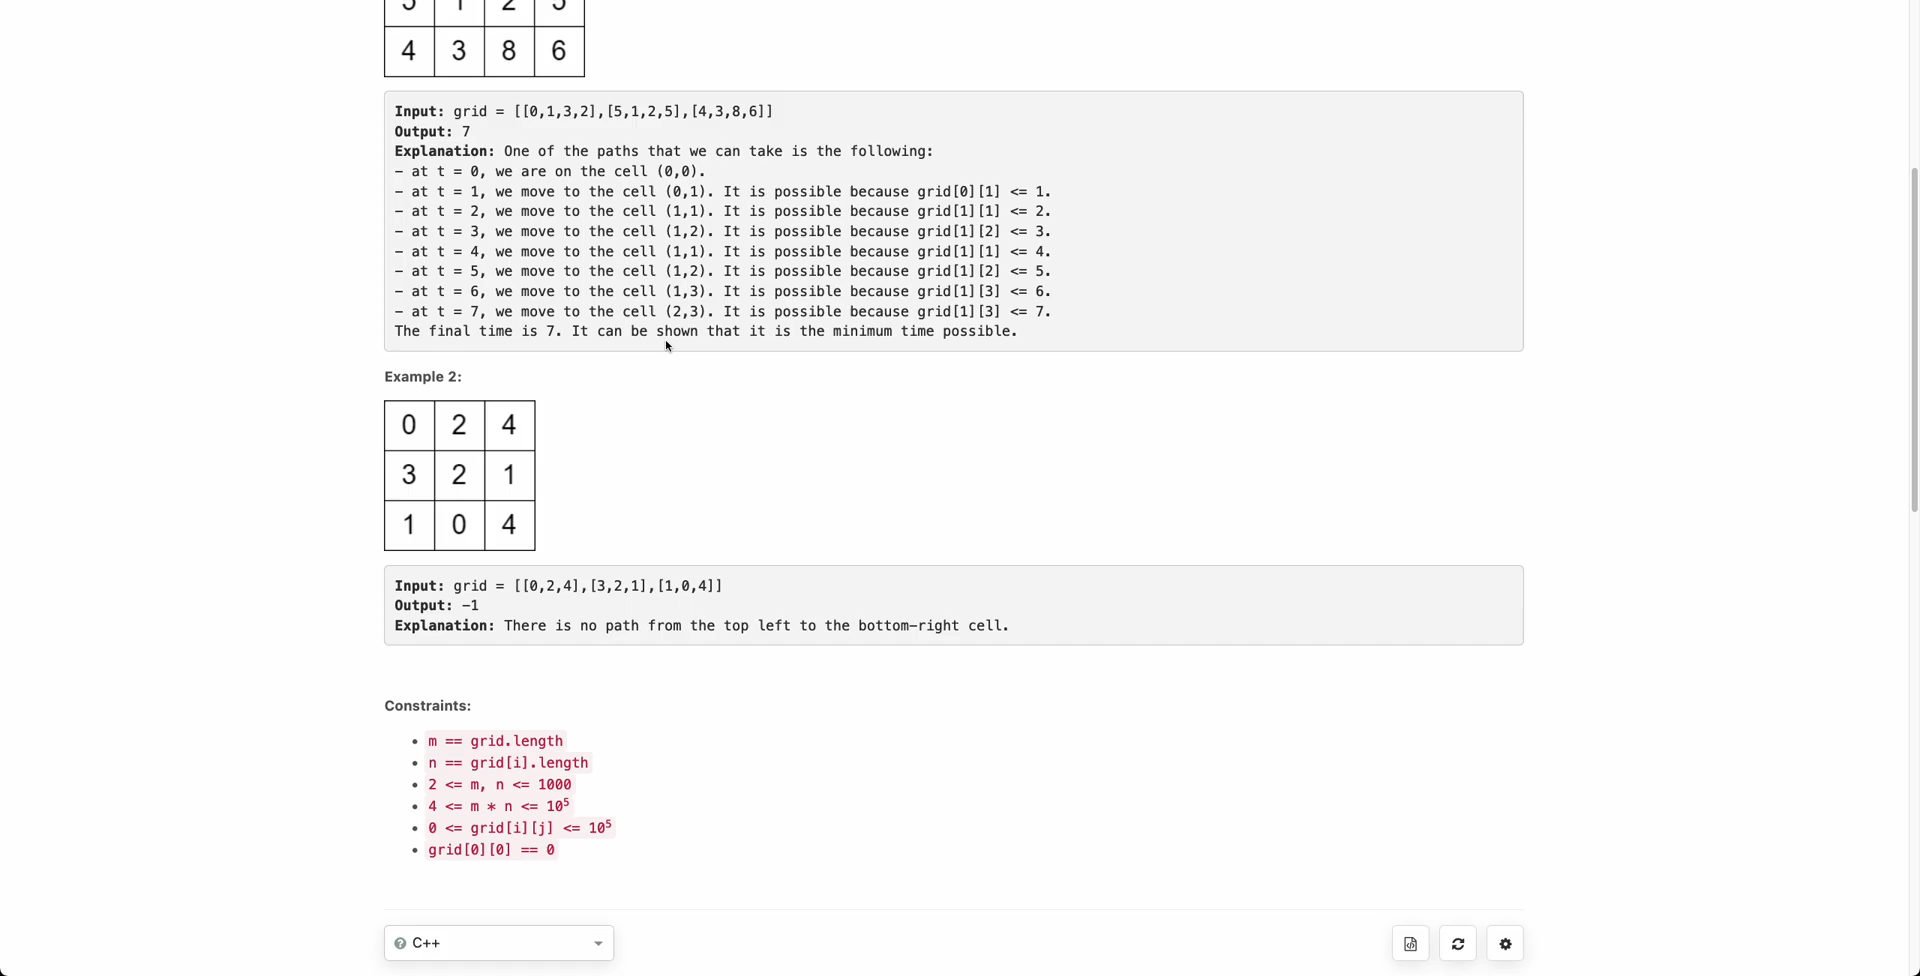 5 1 2 5
4 3 8 6
Input: grid = [[0,1,3,2],[5,1,2,5],[4,3,8,6]]
Output: 7
Explanation: One of the paths that we can take is the following:
- at t = 0, we are on the cell (0,0).
- at t = 1, we move to the cell (0,1). It is possible because grid[0][1] <= 1.
- at t = 2, we move to the cell (1,1). It is possible because grid[1][1] <= 2.
- at t = 3, we move to the cell (1,2). It is possible because grid[1][2] <= 3.
- at t = 4, we move to the cell (1,1). It is possible because grid[1][1] <= 4.
- at t = 5, we move to the cell (1,2). It is possible because grid[1][2] <= 5.
- at t = 6, we move to the cell (1,3). It is possible because grid[1][3] <= 6.
- at t = 7, we move to the cell (2,3). It is possible because grid[1][3] <= 7.
The final time is 7. It can be shown that it is the minimum time possible.
Example 2:
0 2 4
3 2 1
1 0 4
Input: grid = [[0,2,4],[3,2,1],[1,0,4]]
Output: -1
Explanation: There is no path from the top left to the bottom-right cell.
Constraints:
• m == grid.length
• n == grid[i].length
• 2 <= m, n <= 1000
• 4 <= m * n <= 10⁵
• 0 <= grid[i][j] <= 10⁵
• grid[0][0] == 0
C++